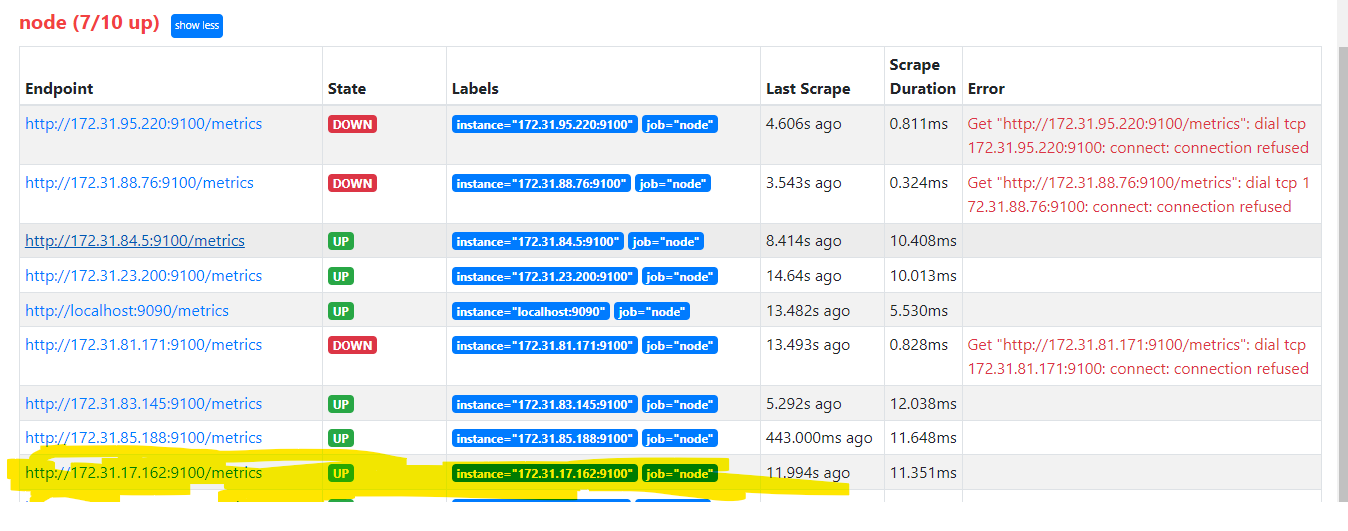 node (7/10 up) show less
Endpoint State Labels Last Scrape Scrape Duration Error
http://172.31.95.220:9100/metrics DOWN instance="172.31.95.220:9100" job="node" 4.606s ago 0.811ms Get "http://172.31.95.220:9100/metrics": dial tcp
172.31.95.220:9100: connect: connection refused
http://172.31.88.76:9100/metrics DOWN instance="172.31.88.76:9100" job="node" 3.543s ago 0.324ms Get "http://172.31.88.76:9100/metrics": dial tcp 1
72.31.88.76:9100: connect: connection refused
http://172.31.84.5:9100/metrics UP instance="172.31.84.5:9100" job="node" 8.414s ago 10.408ms
http://172.31.23.200:9100/metrics UP instance="172.31.23.200:9100" job="node" 14.64s ago 10.013ms
http://localhost:9090/metrics UP instance="localhost:9090" job="node" 13.482s ago 5.530ms
http://172.31.81.171:9100/metrics DOWN instance="172.31.81.171:9100" job="node" 13.493s ago 0.828ms Get "http://172.31.81.171:9100/metrics": dial tcp
172.31.81.171:9100: connect: connection refused
http://172.31.83.145:9100/metrics UP instance="172.31.83.145:9100" job="node" 5.292s ago 12.038ms
http://172.31.85.188:9100/metrics UP instance="172.31.85.188:9100" job="node" 443.000ms ago 11.648ms
http://172.31.17.162:9100/metrics UP instance="172.31.17.162:9100" job="node" 11.994s ago 11.351ms